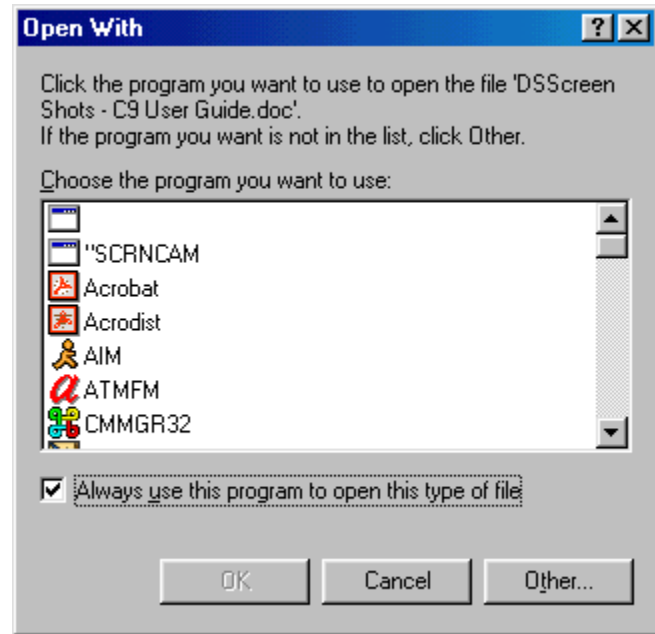 Open With
Click the program you want to use to open the file 'DSScreen
Shots - C9 User Guide.doc'.
If the program you want is not in the list, click Other.
Choose the program you want to use:
"SCRNCAM
Acrobat
Acrodist
AIM
ATMFM
CMMGR32
Always use this program to open this type of file
OK
Cancel
Other...